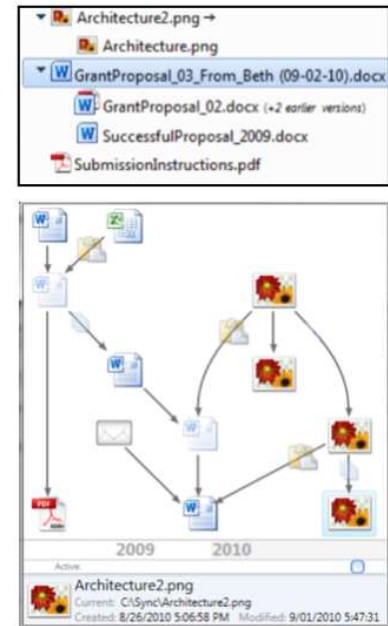 Architecture2.png →
Architecture.png
GrantProposal_03_From_Beth (09-02-10).docx
GrantProposal_02.docx (+2 earlier versions)
SuccessfulProposal_2009.docx
SubmissionInstructions.pdf
PDF
2009 2010
Active:
Architecture2.png
Current: C:\Sync\Architecture2.png
Created: 8/26/2010 5:06:58 PM Modified: 9/01/2010 5:47:31